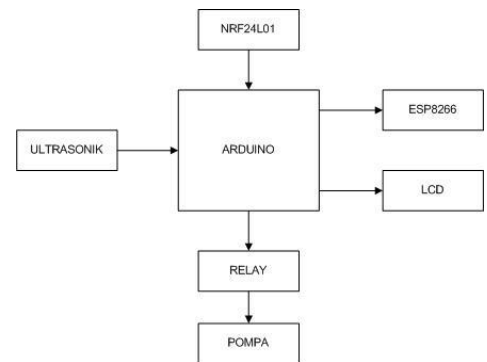 NRF24L01
ESP8266
ULTRASONIK
ARDUINO
LCD
RELAY
POMPA